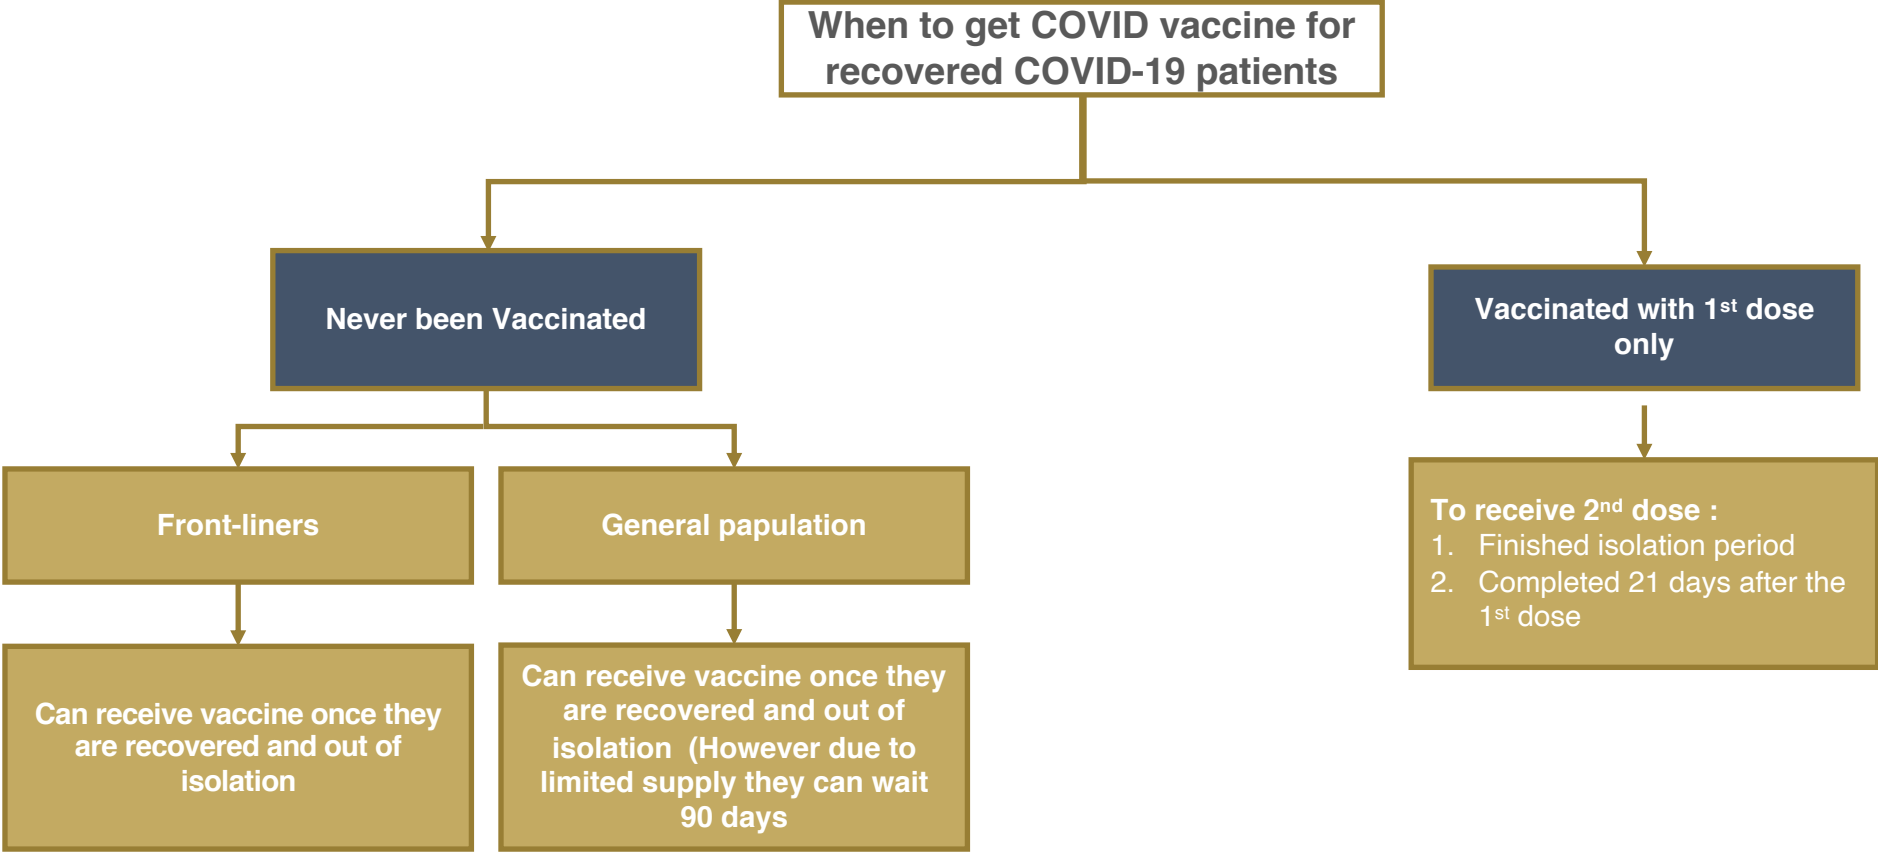 When to get COVID vaccine for
recovered COVID-19 patients
Never been Vaccinated
Vaccinated with 1st dose
only
Front-liners
General papulation
To receive 2nd dose :
1. Finished isolation period
2. Completed 21 days after the
1st dose
Can receive vaccine once they
are recovered and out of
isolation
Can receive vaccine once they
are recovered and out of
isolation (However due to
limited supply they can wait
90 days